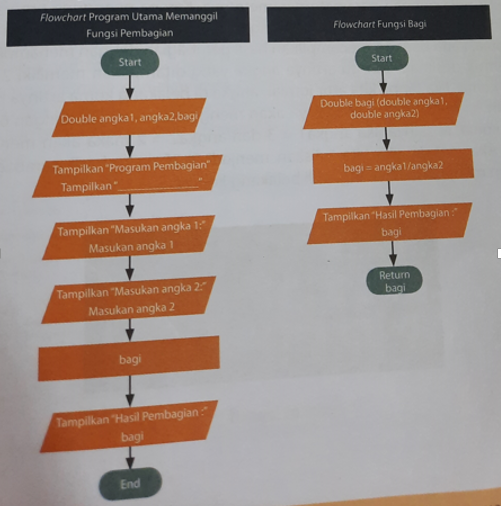 Flowchart Program Utama Memanggil
Fungsi Pembagian
Start
Double angka1, angka2,bagi
Tampilkan "Program Pembagian"
Tampilkan "______________"
Tampilkan "Masukan angka 1:"
Masukan angka 1
Tampilkan "Masukan angka 2:"
Masukan angka 2
bagi
Tampilkan "Hasil Pembagian :"
bagi
End
Flowchart Fungsi Bagi
Start
Double bagi (double angka1,
double angka2)
bagi = angka1/angka2
Tampilkan "Hasil Pembagian :"
bagi
Return
bagi